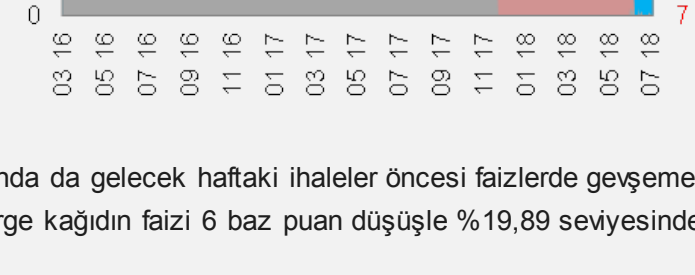 0
7
03 16 05 16 07 16 09 16 11 16 01 17 03 17 05 17 07 17 09 17 11 17 01 18 03 18 05 18 07 18
nda da gelecek haftaki ihaleler öncesi faizlerde gevşeme
rge kağıdın faizi 6 baz puan düşüşle %19,89 seviyesinde